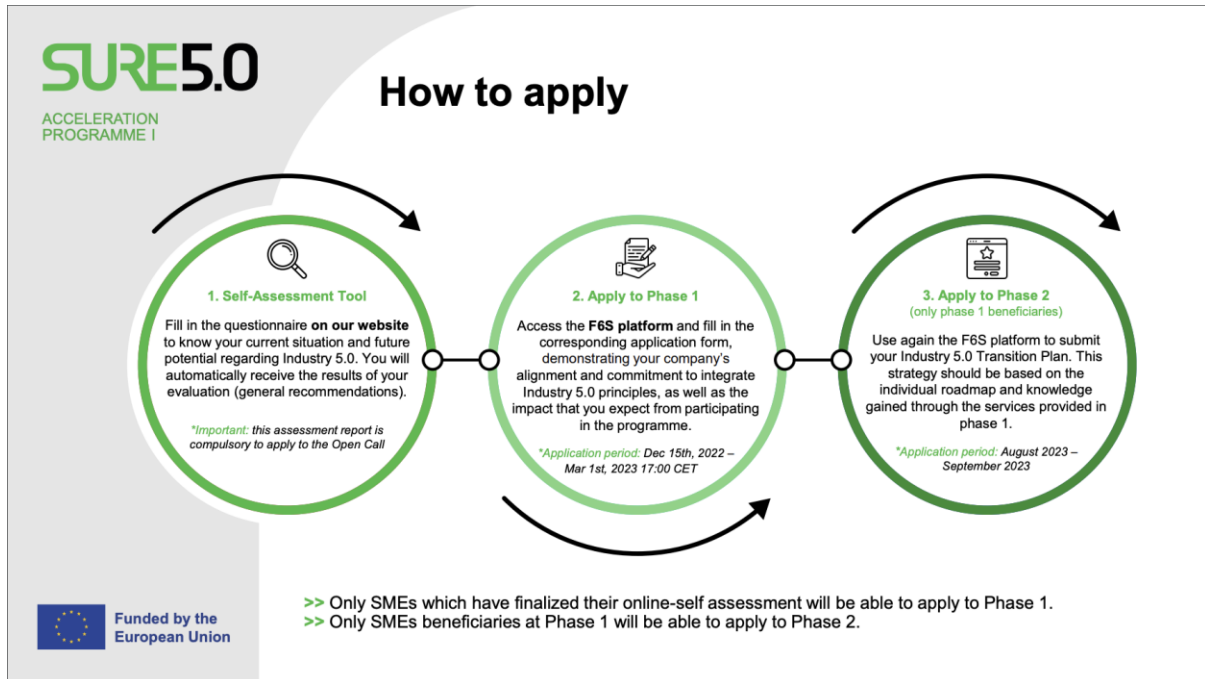 SURE5.0
ACCELERATION
PROGRAMME I
How to apply
1. Self-Assessment Tool
Fill in the questionnaire on our website
to know your current situation and future
potential regarding Industry 5.0. You will
automatically receive the results of your
evaluation (general recommendations).
*Important: this assessment report is
compulsory to apply to the Open Call
2. Apply to Phase 1
Access the F6S platform and fill in the
corresponding application form,
demonstrating your company's
alignment and commitment to integrate
Industry 5.0 principles, as well as the
impact that you expect from participating
in the programme.
*Application period: Dec 15th, 2022 –
Mar 1st, 2023 17:00 CET
3. Apply to Phase 2
(only phase 1 beneficiaries)
Use again the F6S platform to submit
your Industry 5.0 Transition Plan. This
strategy should be based on the
individual roadmap and knowledge
gained through the services provided in
phase 1.
*Application period: August 2023 –
September 2023
>> Only SMEs which have finalized their online-self assessment will be able to apply to Phase 1.
>> Only SMEs beneficiaries at Phase 1 will be able to apply to Phase 2.
Funded by the
European Union